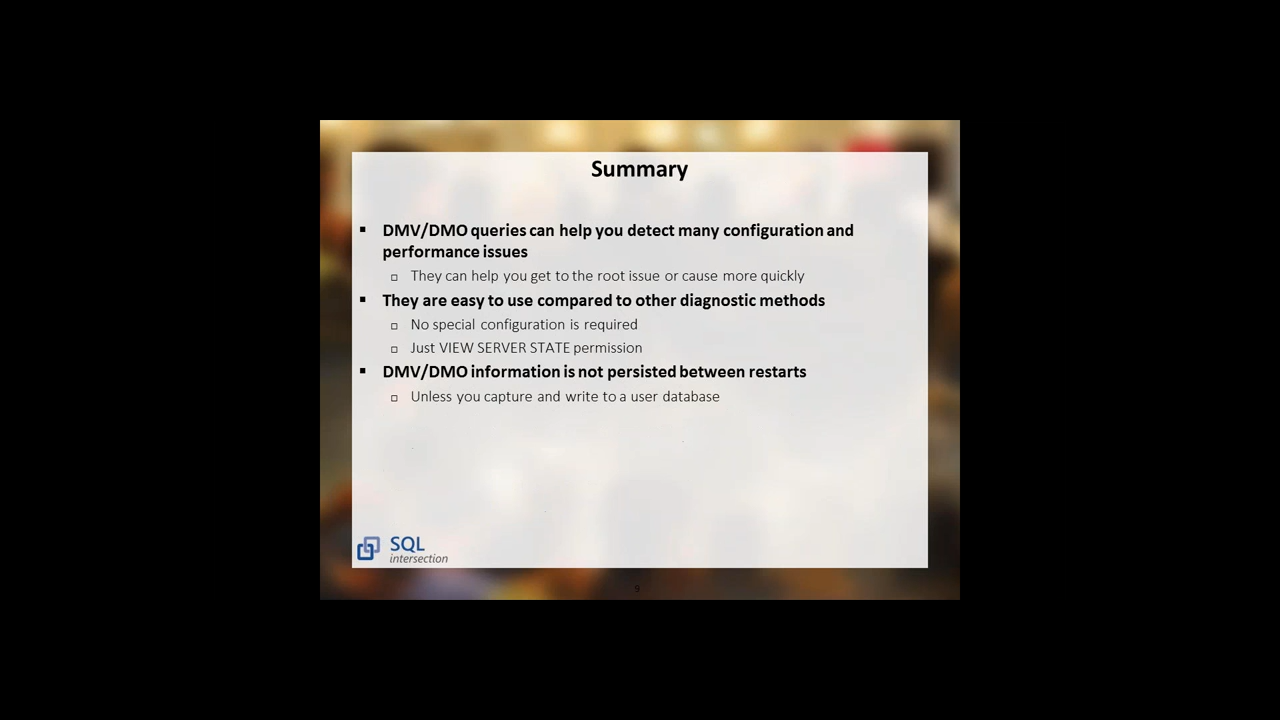 Summary
▪ DMV/DMO queries can help you detect many configuration and
performance issues
▫ They can help you get to the root issue or cause more quickly
▪ They are easy to use compared to other diagnostic methods
▫ No special configuration is required
▫ Just VIEW SERVER STATE permission
▪ DMV/DMO information is not persisted between restarts
▫ Unless you capture and write to a user database
SQL
intersection
9